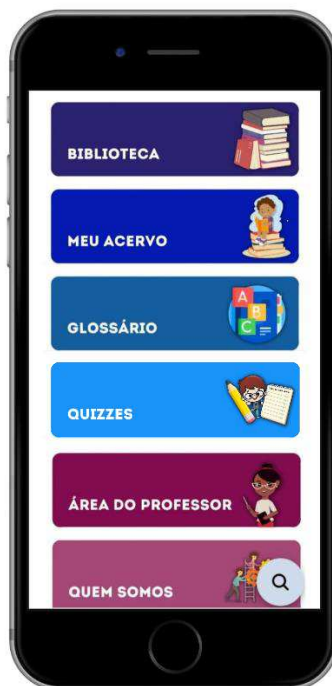 BIBLIOTECA
MEU ACERVO
GLOSSÁRIO
A
B
C
QUIZZES
ÁREA DO PROFESSOR
QUEM SOMOS